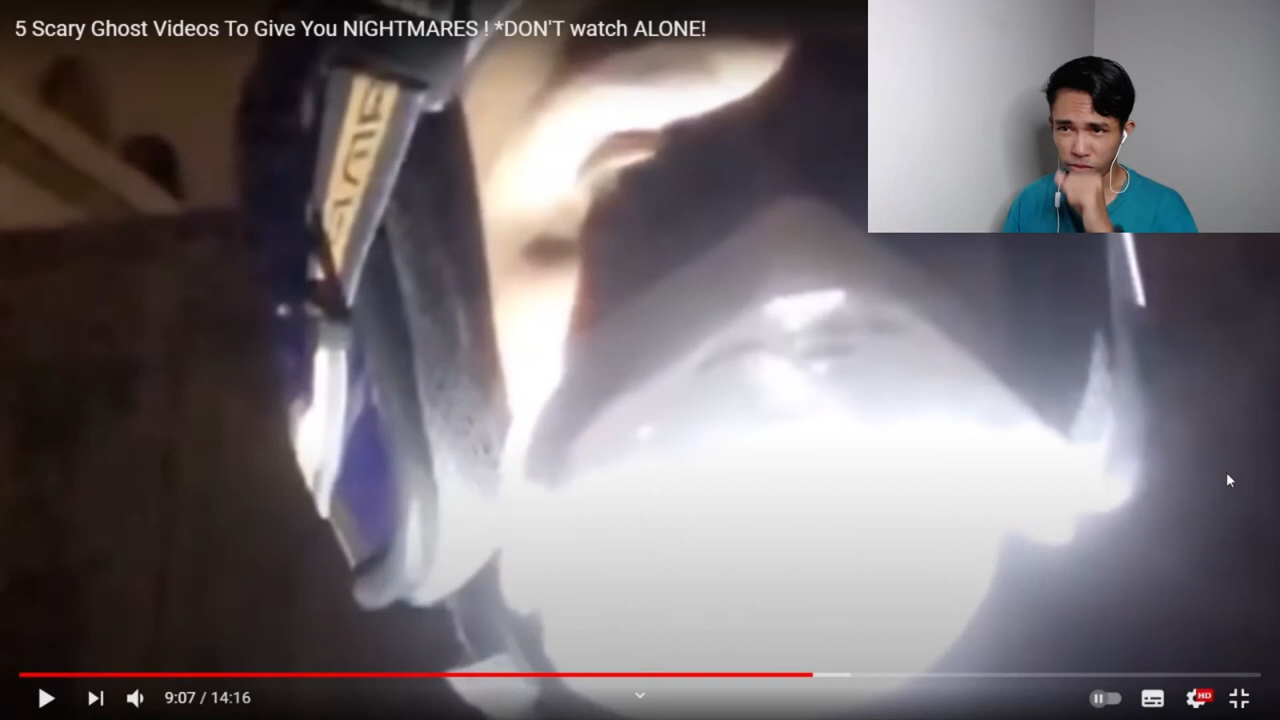 5 Scary Ghost Videos To Give You NIGHTMARES ! *DON'T watch ALONE!
9:07 / 14:16
HD